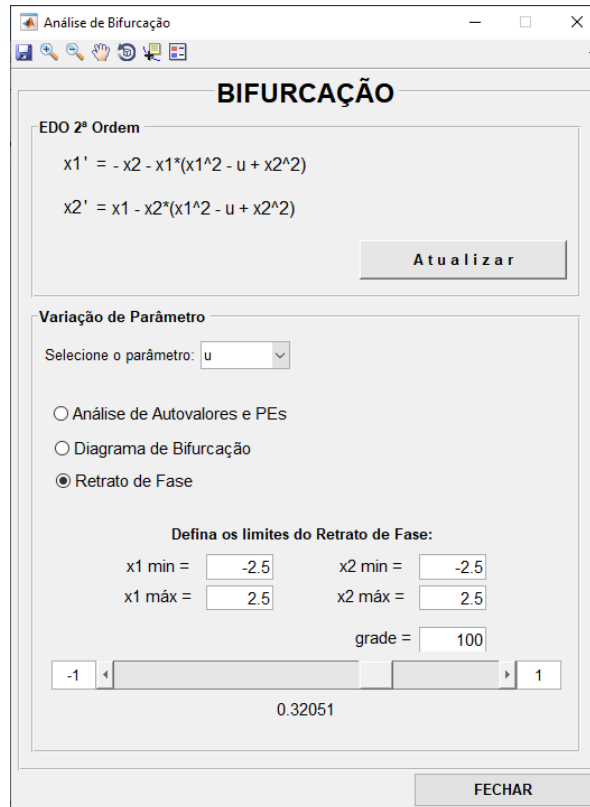 Análise de Bifurcação
BIFURCAÇÃO
EDO 2ª Ordem
x1' = - x2 - x1*(x1^2 - u + x2^2)
x2' = x1 - x2*(x1^2 - u + x2^2)
Atualizar
Variação de Parâmetro
Selecione o parâmetro: u
Análise de Autovalores e PEs
Diagrama de Bifurcação
Retrato de Fase
Defina os limites do Retrato de Fase:
x1 min = -2.5 x2 min = -2.5
x1 máx = 2.5 x2 máx = 2.5
grade = 100
-1 1
0.32051
FECHAR